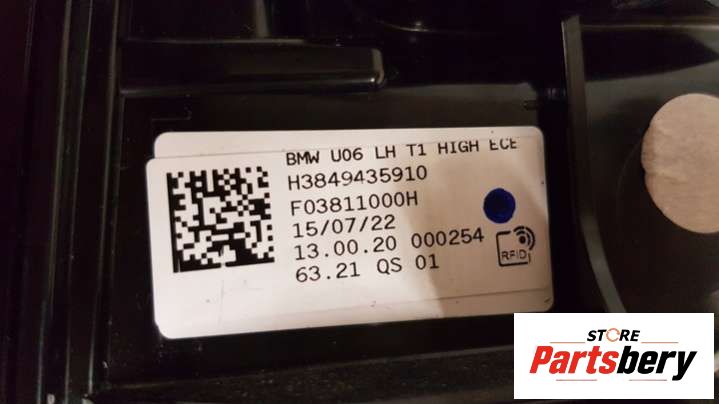 BMW U06 LH T1 HIGH ECE
H3849435910
F03811000H
15/07/22
13.00.20 000254
63.21 QS 01
RFID
STORE
Partsbery